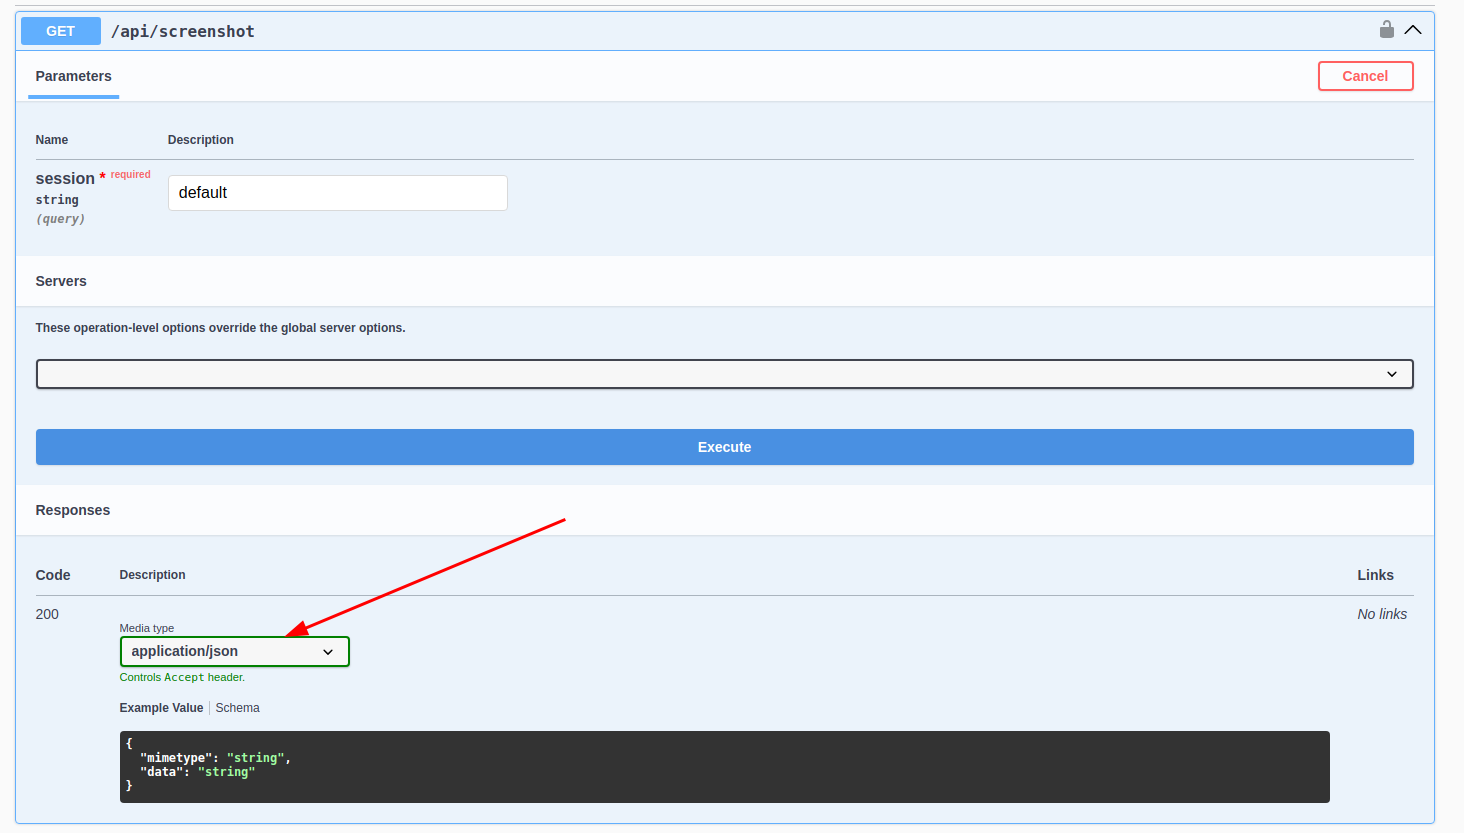 GET /api/screenshot
Parameters
Cancel
Name Description
session * required
string
(query)
default
Servers
These operation-level options override the global server options.
Execute
Responses
Code Description Links
200 No links
Media type
application/json
Controls Accept header.
Example Value Schema
{
  "mimetype": "string",
  "data": "string"
}